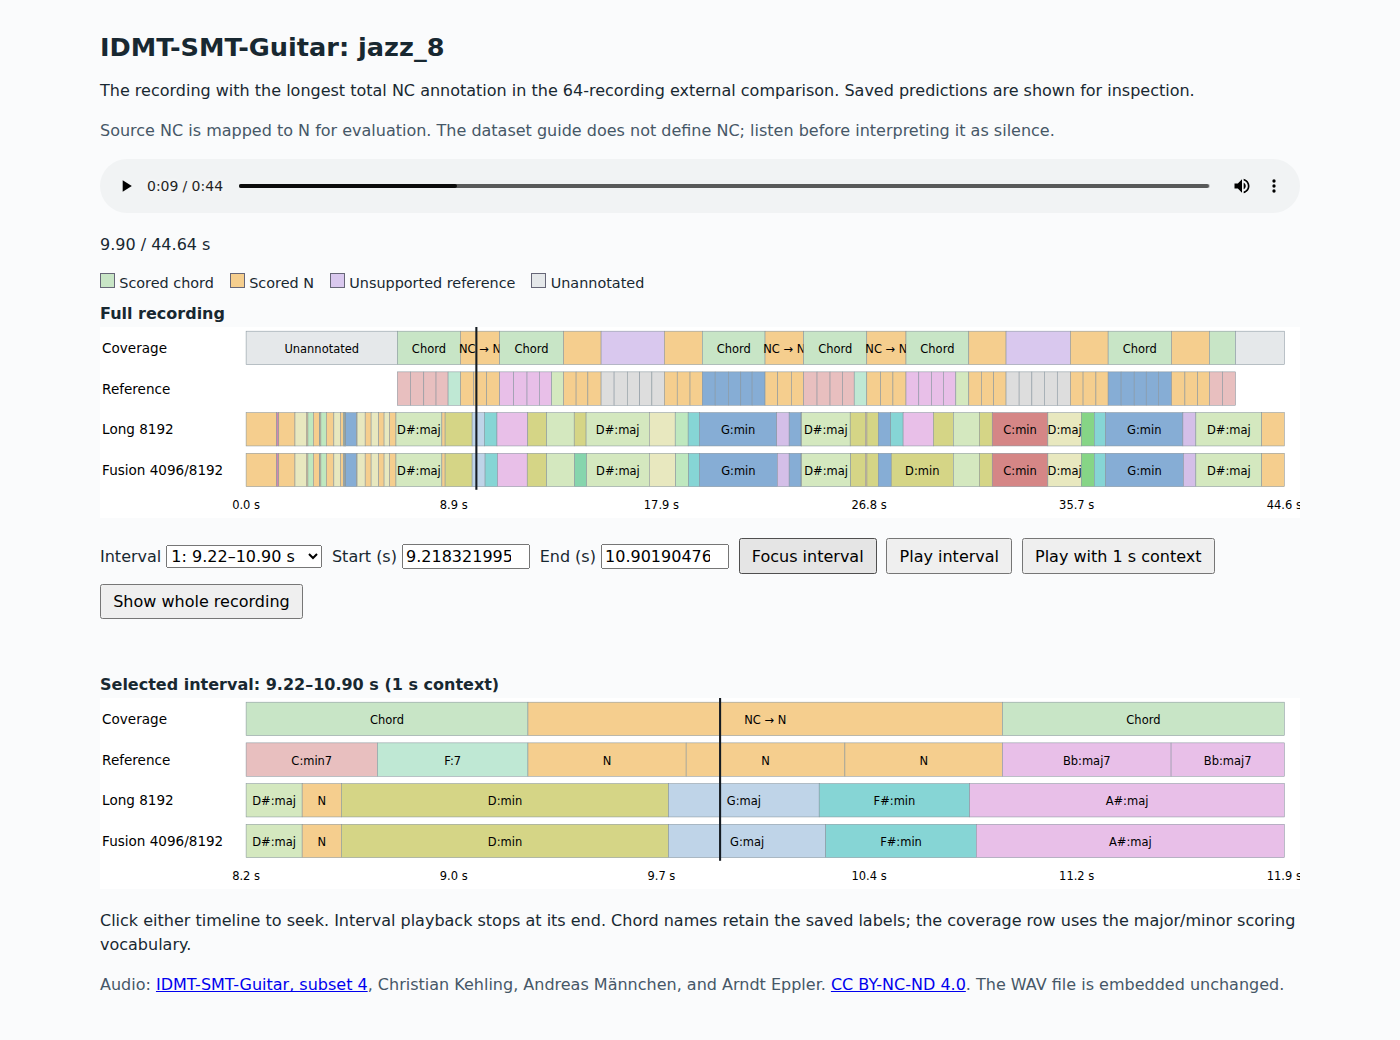 IDMT-SMT-Guitar: jazz_8
The recording with the longest total NC annotation in the 64-recording external comparison. Saved predictions are shown for inspection.
Source NC is mapped to N for evaluation. The dataset guide does not define NC; listen before interpreting it as silence.
0:09 / 0:44
9.90 / 44.64 s
Scored chord Scored N Unsupported reference Unannotated
Full recording
Coverage Unannotated Chord NC → N Chord Chord NC → N Chord NC → N Chord Chord
Reference
Long 8192 D#:maj D#:maj G:min D#:maj C:min D:maj G:min D#:maj
Fusion 4096/8192 D#:maj D#:maj G:min D#:maj D:min C:min D:maj G:min D#:maj
0.0 s 8.9 s 17.9 s 26.8 s 35.7 s 44.6 s
Interval 1: 9.22–10.90 s Start (s) 9.218321995 End (s) 10.90190476 Focus interval Play interval Play with 1 s context
Show whole recording
Selected interval: 9.22–10.90 s (1 s context)
Coverage Chord NC → N Chord
Reference C:min7 F:7 N N N Bb:maj7 Bb:maj7
Long 8192 D#:maj N D:min G:maj F#:min A#:maj
Fusion 4096/8192 D#:maj N D:min G:maj F#:min A#:maj
8.2 s 9.0 s 9.7 s 10.4 s 11.2 s 11.9 s
Click either timeline to seek. Interval playback stops at its end. Chord names retain the saved labels; the coverage row uses the major/minor scoring
vocabulary.
Audio: IDMT-SMT-Guitar, subset 4, Christian Kehling, Andreas Männchen, and Arndt Eppler. CC BY-NC-ND 4.0. The WAV file is embedded unchanged.